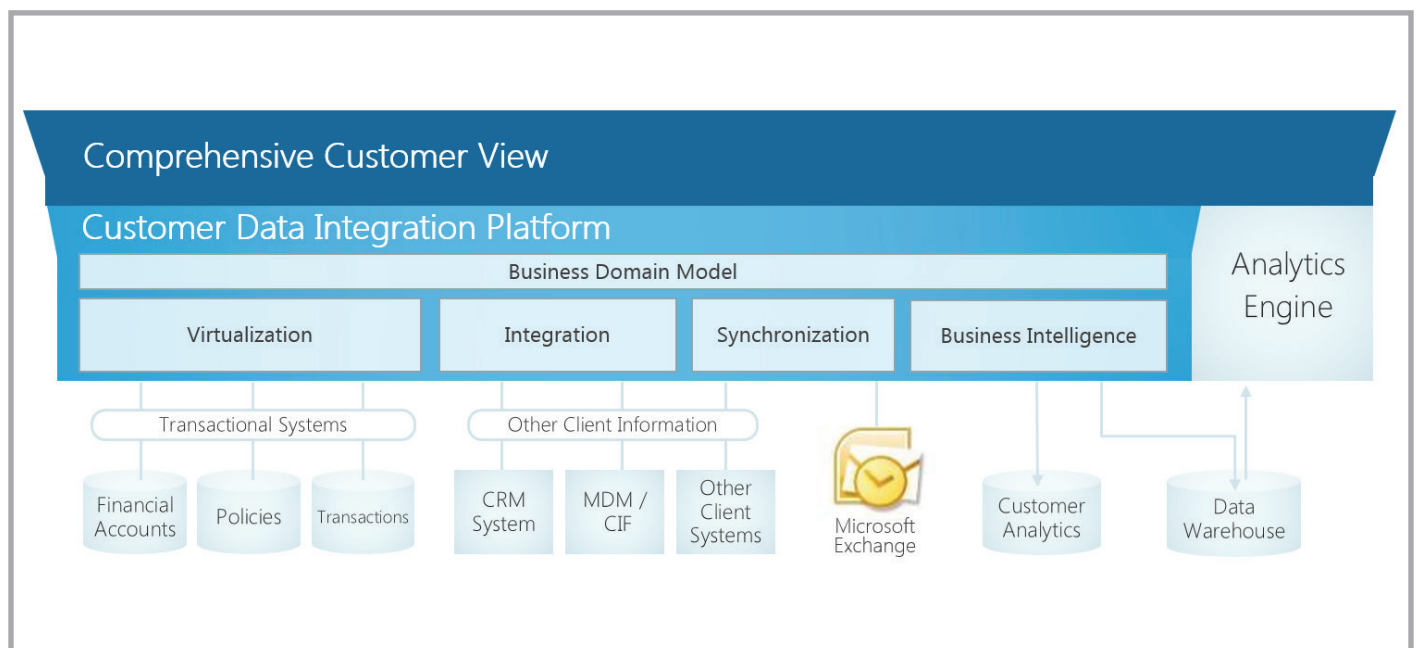 Comprehensive Customer View
Customer Data Integration Platform
Business Domain Model
Virtualization
Integration
Synchronization
Business Intelligence
Analytics
Engine
Transactional Systems
Other Client Information
Financial
Accounts
Policies
Transactions
CRM
System
MDM /
CIF
Other
Client
Systems
Microsoft
Exchange
Customer
Analytics
Data
Warehouse